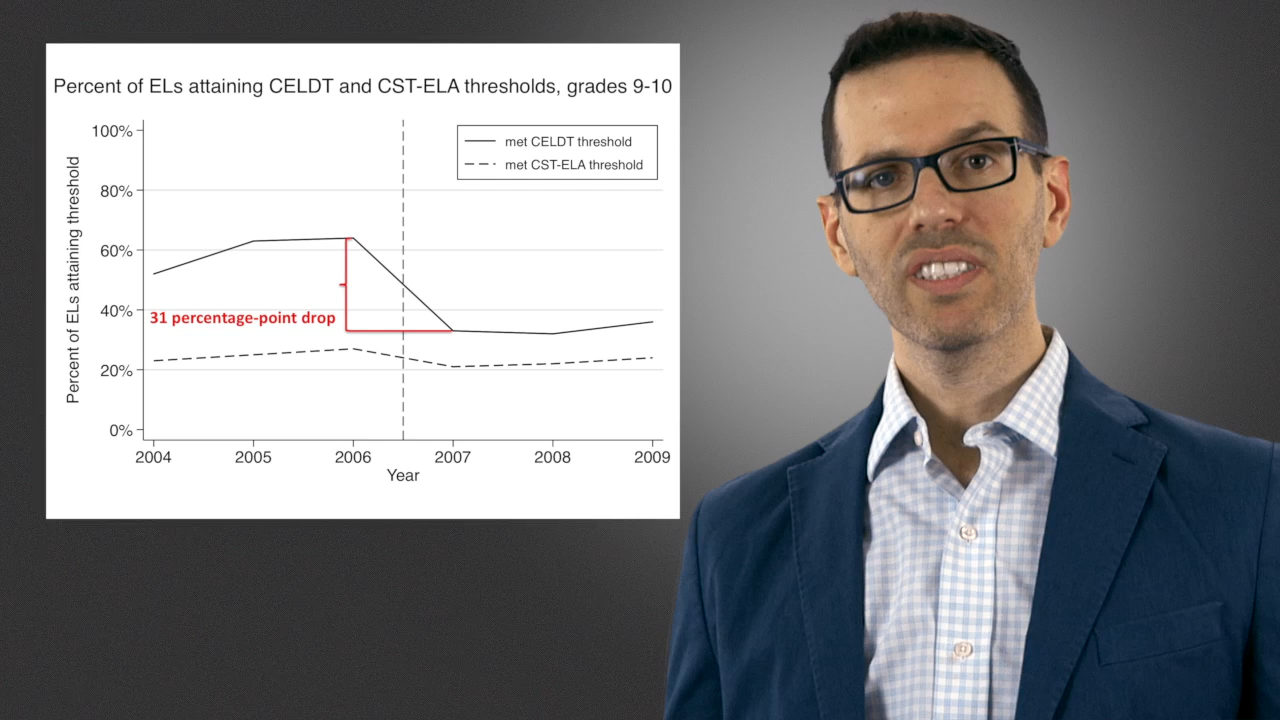 Percent of ELs attaining CELDT and CST-ELA thresholds, grades 9-10
100%
80%
60%
40%
20%
0%
Percent of ELs attaining threshold
met CELDT threshold
met CST-ELA threshold
31 percentage-point drop
2004 2005 2006 2007 2008 2009
Year